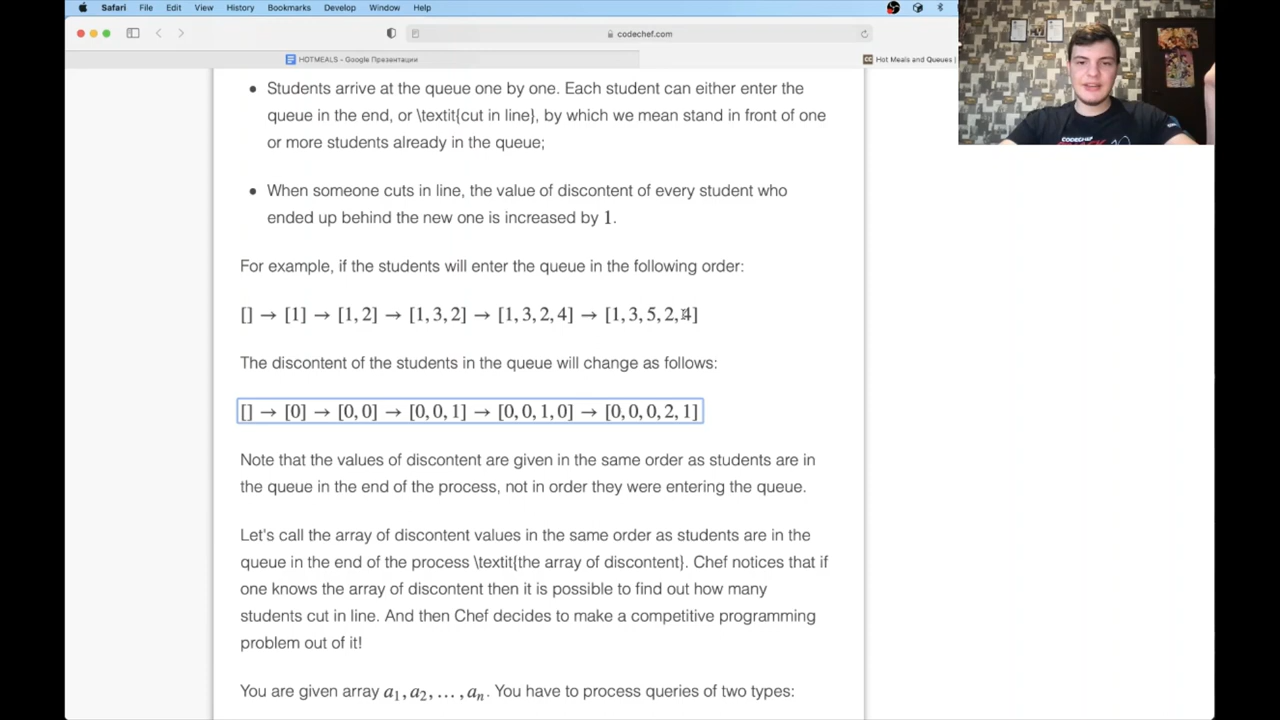 Safari File Edit View History Bookmarks Develop Window Help
codechef.com
HOTMEALS - Google Презентации
Hot Meals and Queues |
• Students arrive at the queue one by one. Each student can either enter
the queue in the end, or \textit{cut in line}, by which we mean stand in front of one
or more students already in the queue;
• When someone cuts in line, the value of discontent of every student who
ended up behind the new one is increased by 1.
For example, if the students will enter the queue in the following order:
[] → [1] → [1, 2] → [1, 3, 2] → [1, 3, 2, 4] → [1, 3, 5, 2, 4]
The discontent of the students in the queue will change as follows:
[] → [0] → [0, 0] → [0, 0, 1] → [0, 0, 1, 0] → [0, 0, 0, 2, 1]
Note that the values of discontent are given in the same order as students are in
the queue in the end of the process, not in order they were entering the queue.
Let's call the array of discontent values in the same order as students are in the
queue in the end of the process \textit{the array of discontent}. Chef notices that if
one knows the array of discontent then it is possible to find out how many
students cut in line. And then Chef decides to make a competitive programming
problem out of it!
You are given array a₁, a₂, … , aₙ. You have to process queries of two types: